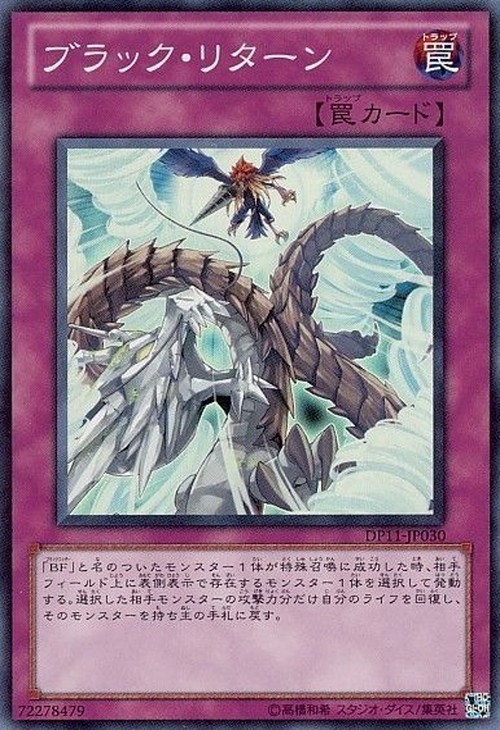 ブラック・リターン
トラップ
罠
トラップ
【罠カード】
DP11-JP030
「BF」と名のついたモンスター1体が特殊召喚に成功した時、相手
フィールド上に表側表示で存在するモンスター1体を選択して発動
する。選択した相手モンスターの攻撃力分だけ自分のライフを回復し、
そのモンスターを持ち主の手札に戻す。
72278479
©高橋和希 スタジオ・ダイス/集英社